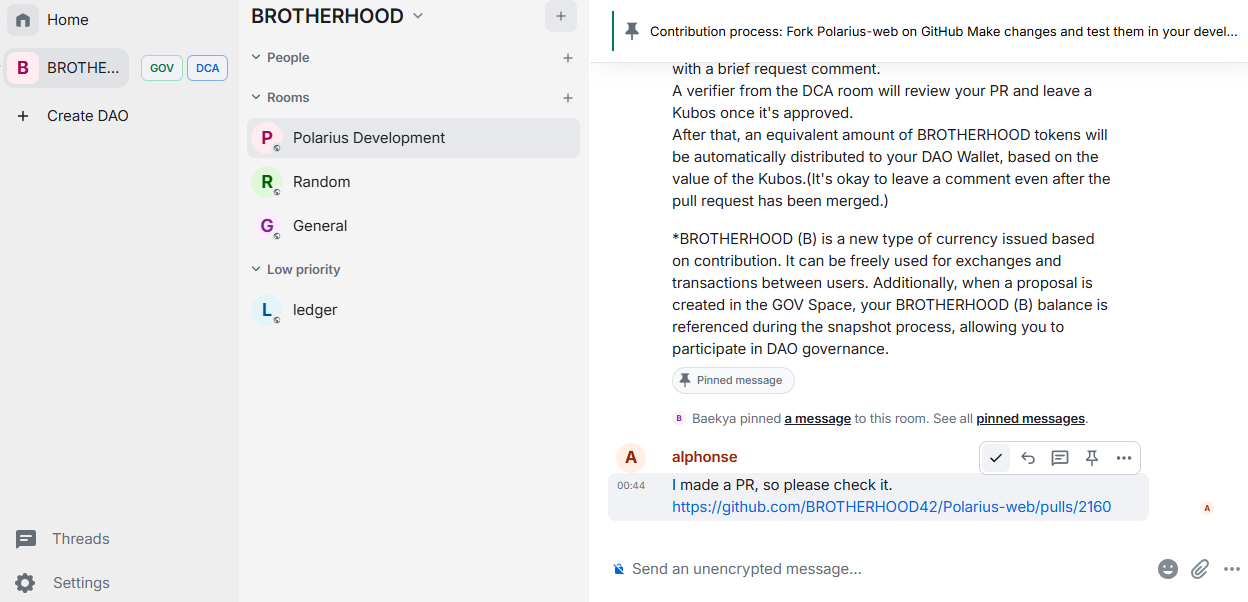 Home
B BROTHE... GOV DCA
Create DAO
Threads
Settings
BROTHERHOOD
People
Rooms
P Polarius Development
R Random
G General
Low priority
L ledger
Contribution process: Fork Polarius-web on GitHub Make changes and test them in your devel...
with a brief request comment.
A verifier from the DCA room will review your PR and leave a
Kubos once it's approved.
After that, an equivalent amount of BROTHERHOOD tokens will
be automatically distributed to your DAO Wallet, based on the
value of the Kubos.(It's okay to leave a comment even after the
pull request has been merged.)
*BROTHERHOOD (B) is a new type of currency issued based
on contribution. It can be freely used for exchanges and
transactions between users. Additionally, when a proposal is
created in the GOV Space, your BROTHERHOOD (B) balance is
referenced during the snapshot process, allowing you to
participate in DAO governance.
Pinned message
B Baekya pinned a message to this room. See all pinned messages.
A alphonse
00:44 I made a PR, so please check it.
https://github.com/BROTHERHOOD42/Polarius-web/pulls/2160
A
Send an unencrypted message...